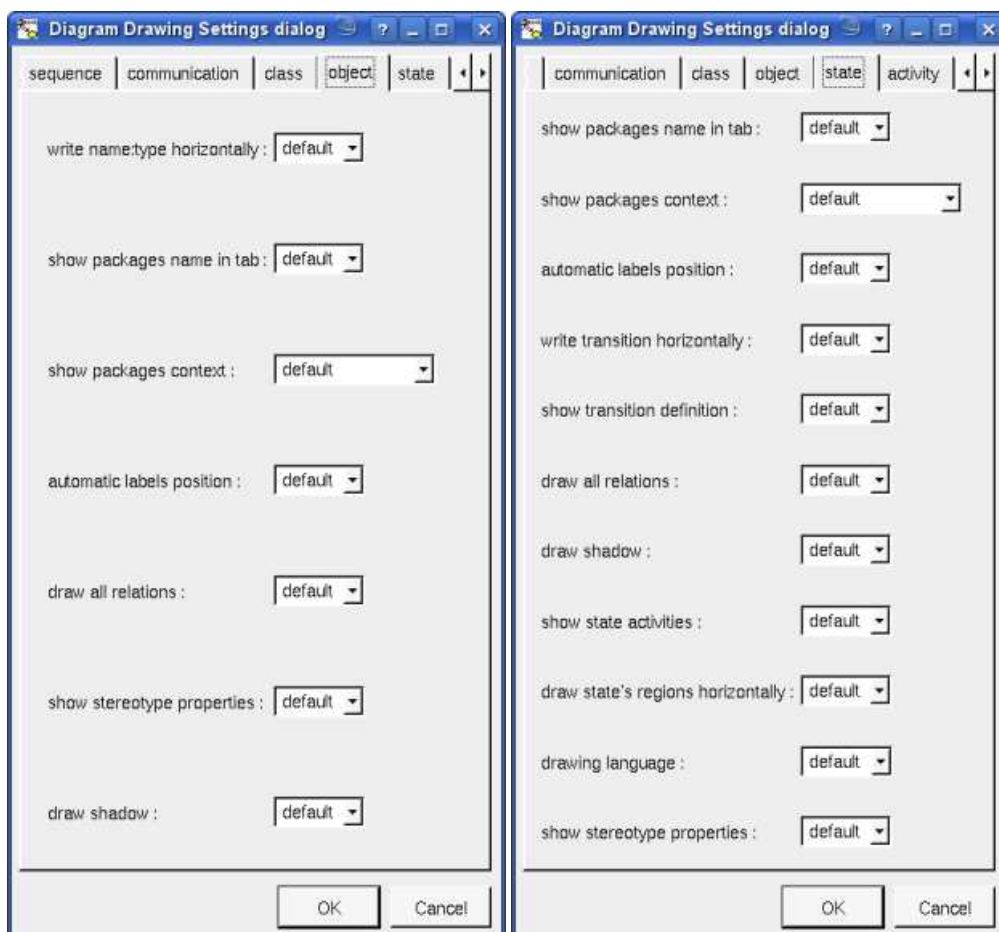 Diagram Drawing Settings dialog
sequence communication class object state
write name:type horizontally : default
show packages name in tab : default
show packages context : default
automatic labels position : default
draw all relations : default
show stereotype properties : default
draw shadow : default
OK Cancel
Diagram Drawing Settings dialog
communication class object state activity
show packages name in tab : default
show packages context : default
automatic labels position : default
write transition horizontally : default
show transition definition : default
draw all relations : default
draw shadow : default
show state activities : default
draw state's regions horizontally : default
drawing language : default
show stereotype properties : default
OK Cancel